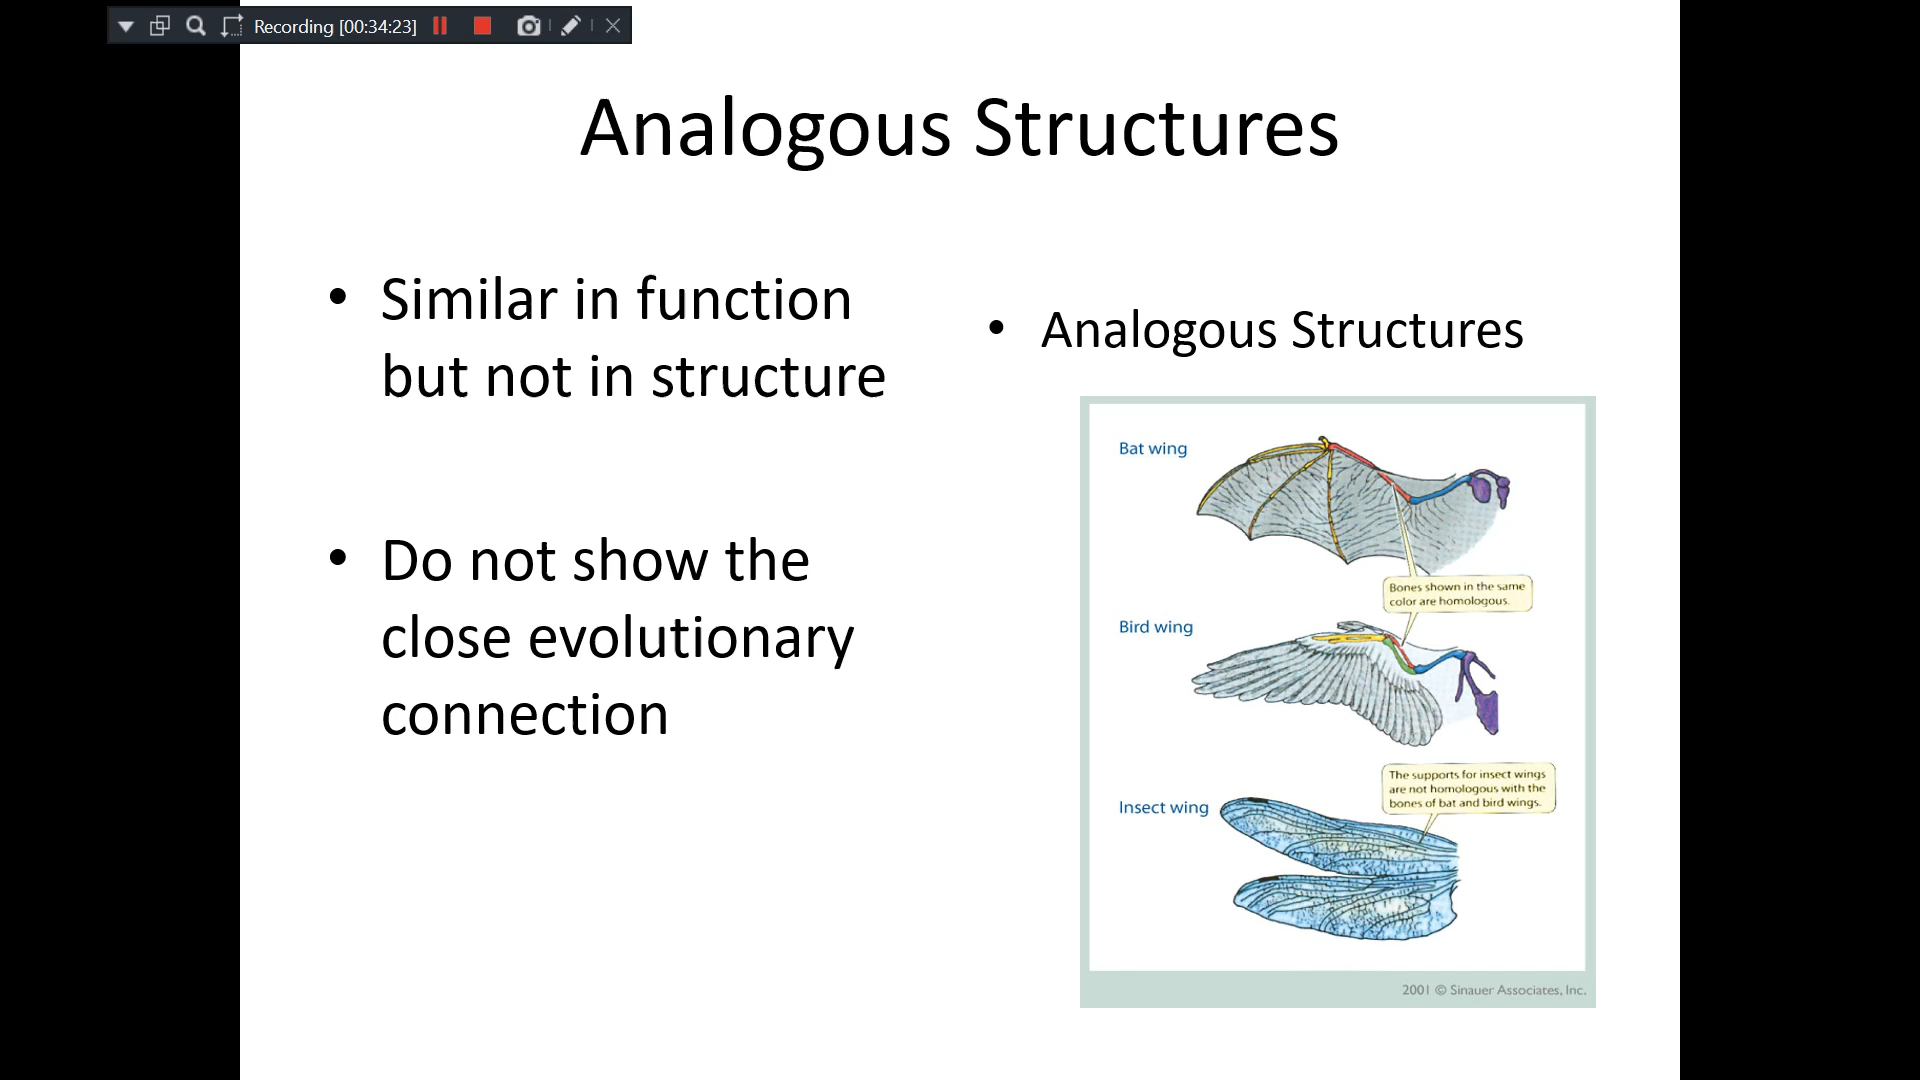 Recording [00:34:23]
Analogous Structures
• Similar in function
but not in structure
• Do not show the
close evolutionary
connection
• Analogous Structures
Bat wing
Bones shown in the same
color are homologous.
Bird wing
The supports for insect wings
are not homologous with the
bones of bat and bird wings.
Insect wing
2001 © Sinauer Associates, Inc.